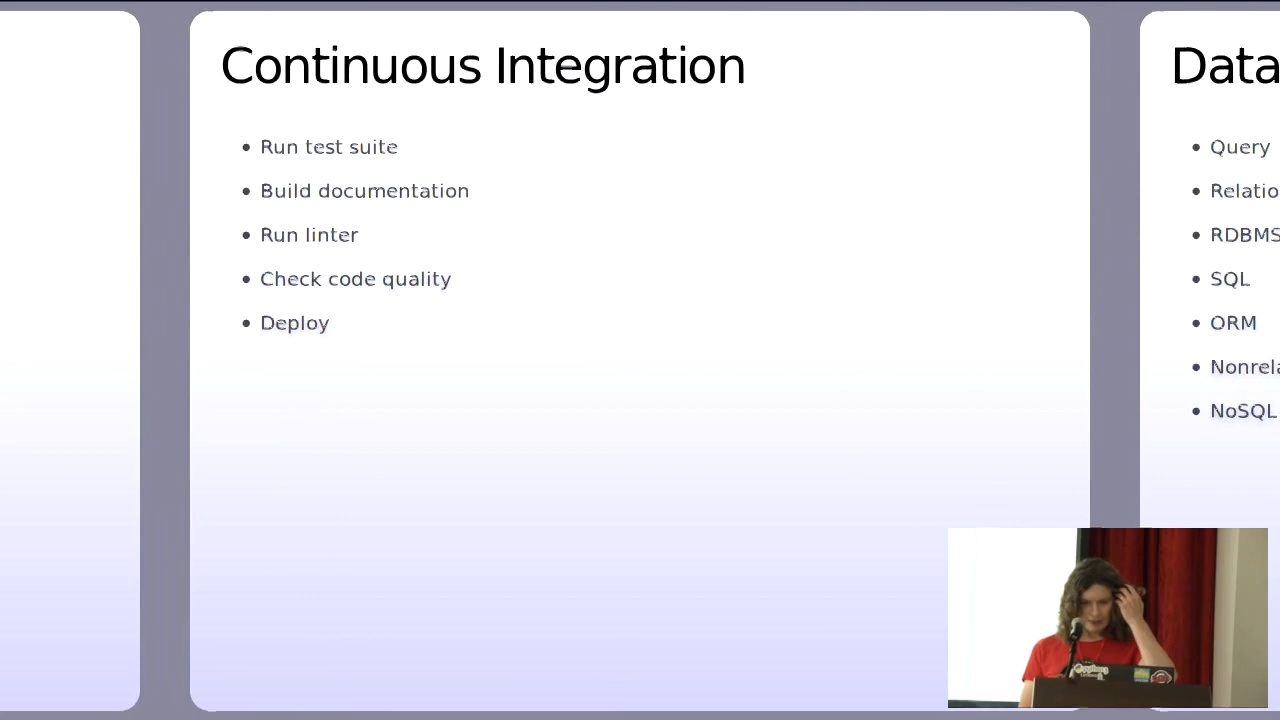 Continuous Integration
• Run test suite
• Build documentation
• Run linter
• Check code quality
• Deploy
Data
• Query
• Relatio
• RDBMS
• SQL
• ORM
• Nonrela
• NoSQL